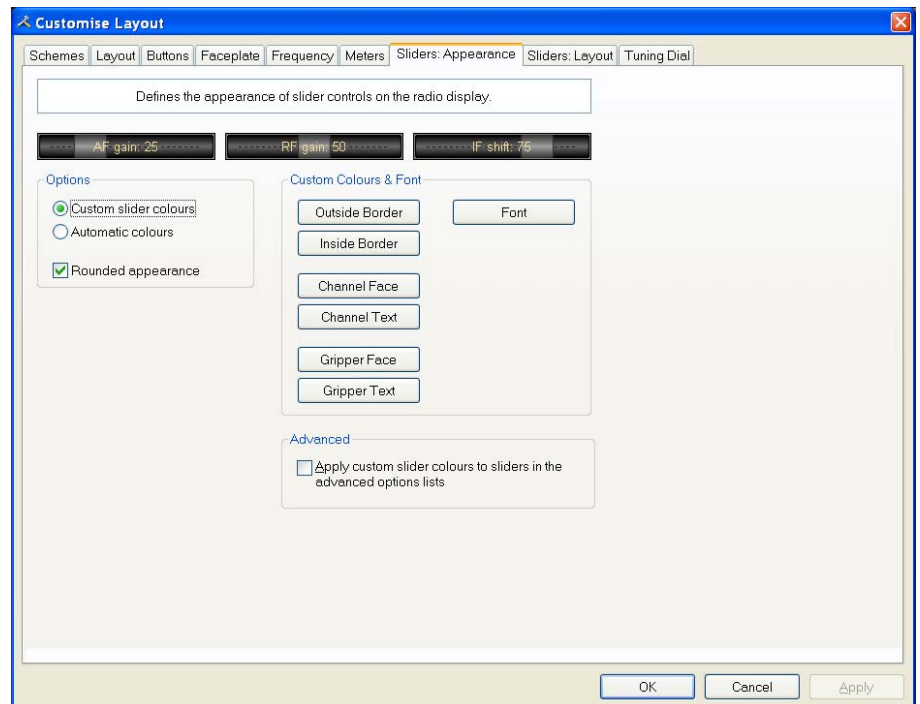 Customise Layout
Schemes Layout Buttons Faceplate Frequency Meters Sliders: Appearance Sliders: Layout Tuning Dial
Defines the appearance of slider controls on the radio display.
AF gain: 25 RF gain: 50 IF shift: 75
Options
Custom slider colours
Automatic colours
Rounded appearance
Custom Colours & Font
Outside Border Font
Inside Border
Channel Face
Channel Text
Gripper Face
Gripper Text
Advanced
Apply custom slider colours to sliders in the
advanced options lists
OK Cancel Apply